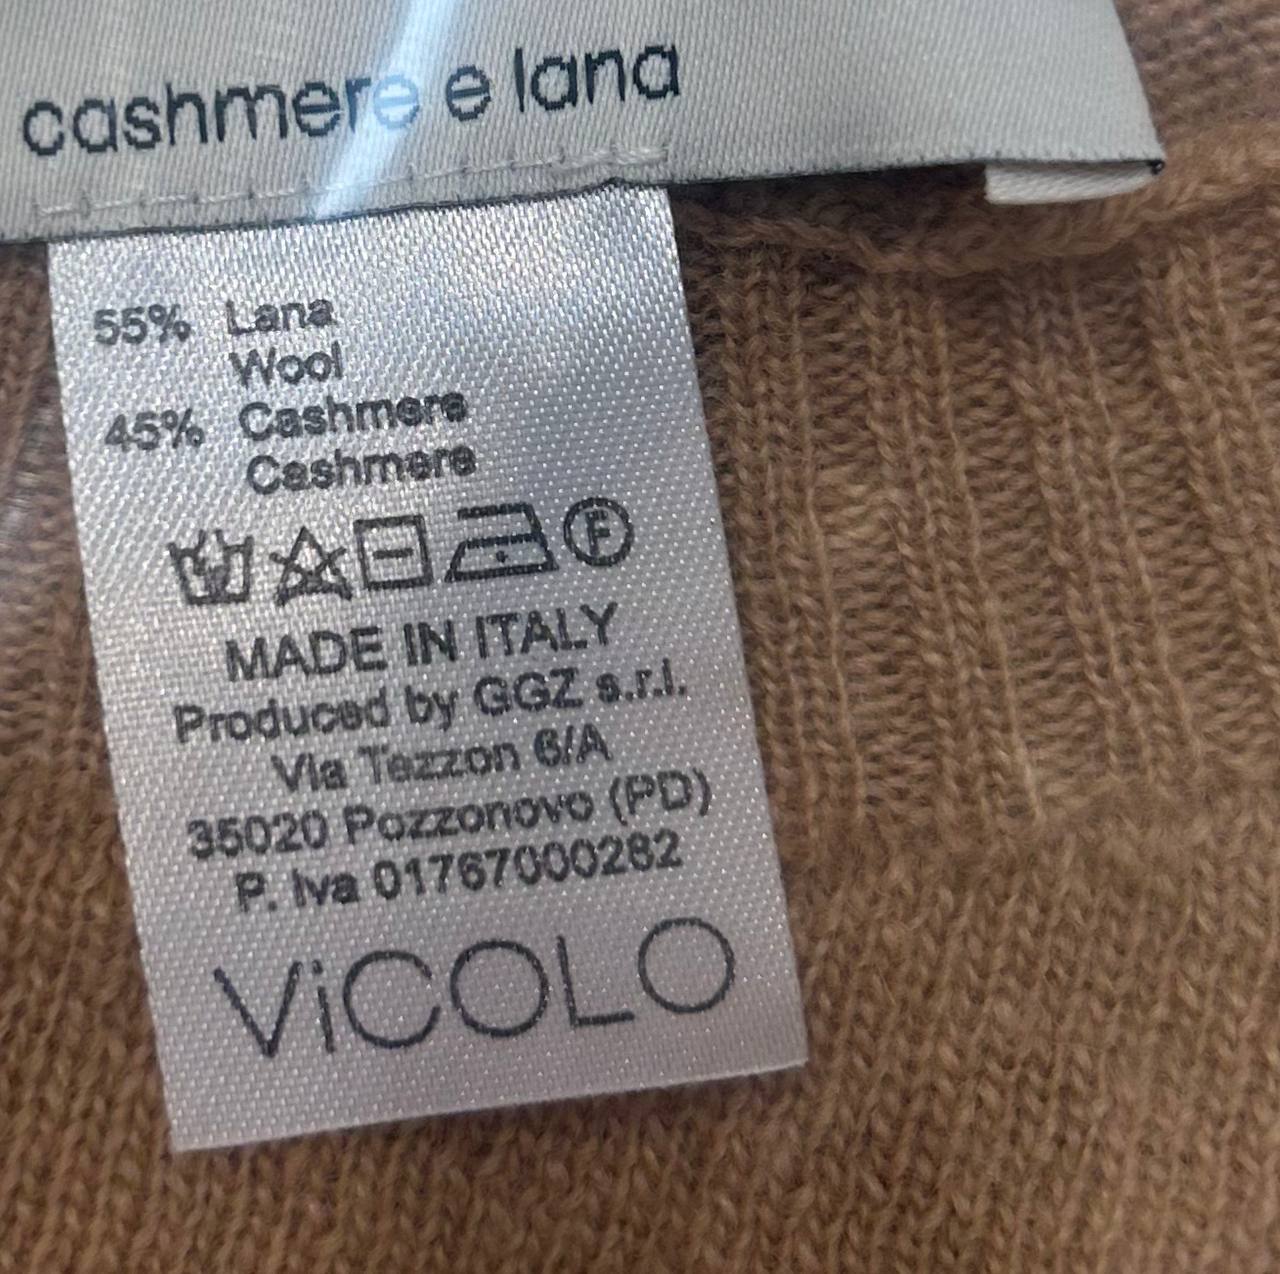 cashmere e lana
55% Lana
Wool
45% Cashmere
Cashmere
F
MADE IN ITALY
Produced by GGZ s.r.l.
Via Tezzon 6/A
35020 Pozzonovo (PD)
P. Iva 01767000282
ViCOLO